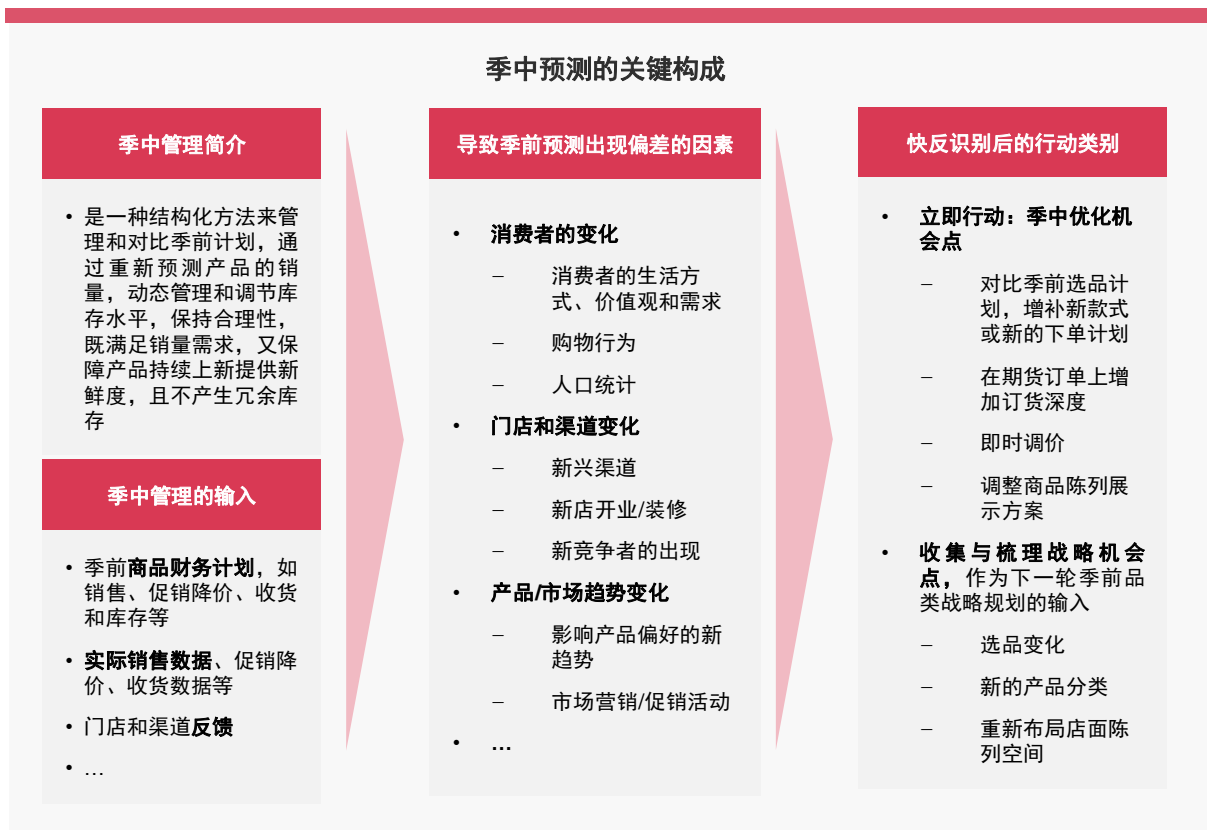 季中预测的关键构成
季中管理简介
• 是一种结构化方法来管
理和对比季前计划，通
过重新预测产品的销
量，动态管理和调节库
存水平，保持合理性，
既满足销量需求，又保
障产品持续上新提供新
鲜度，且不产生冗余库
存
季中管理的输入
• 季前商品财务计划，如
销售、促销降价、收货
和库存等
• 实际销售数据、促销降
价、收货数据等
• 门店和渠道反馈
• …
导致季前预测出现偏差的因素
• 消费者的变化
– 消费者的生活方
式、价值观和需求
– 购物行为
– 人口统计
• 门店和渠道变化
– 新兴渠道
– 新店开业/装修
– 新竞争者的出现
• 产品/市场趋势变化
– 影响产品偏好的新
趋势
– 市场营销/促销活动
• …
快反识别后的行动类别
• 立即行动：季中优化机
会点
– 对比季前选品计
划，增补新款式
或新的下单计划
– 在期货订单上增
加订货深度
– 即时调价
– 调整商品陈列展
示方案
• 收集与梳理战略机会
点，作为下一轮季前品
类战略规划的输入
– 选品变化
– 新的产品分类
– 重新布局店面陈
列空间